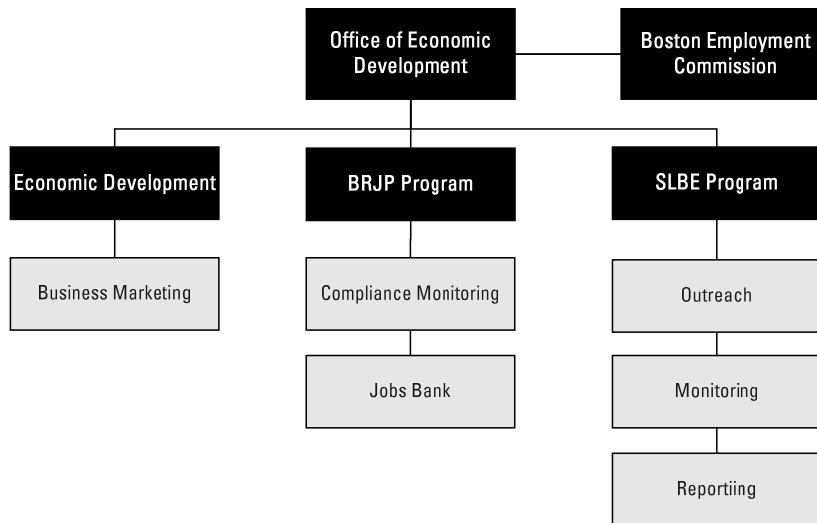 Office of Economic
Development
Boston Employment
Commission
Economic Development
BRJP Program
SLBE Program
Business Marketing
Compliance Monitoring
Outreach
Jobs Bank
Monitoring
Reportiing